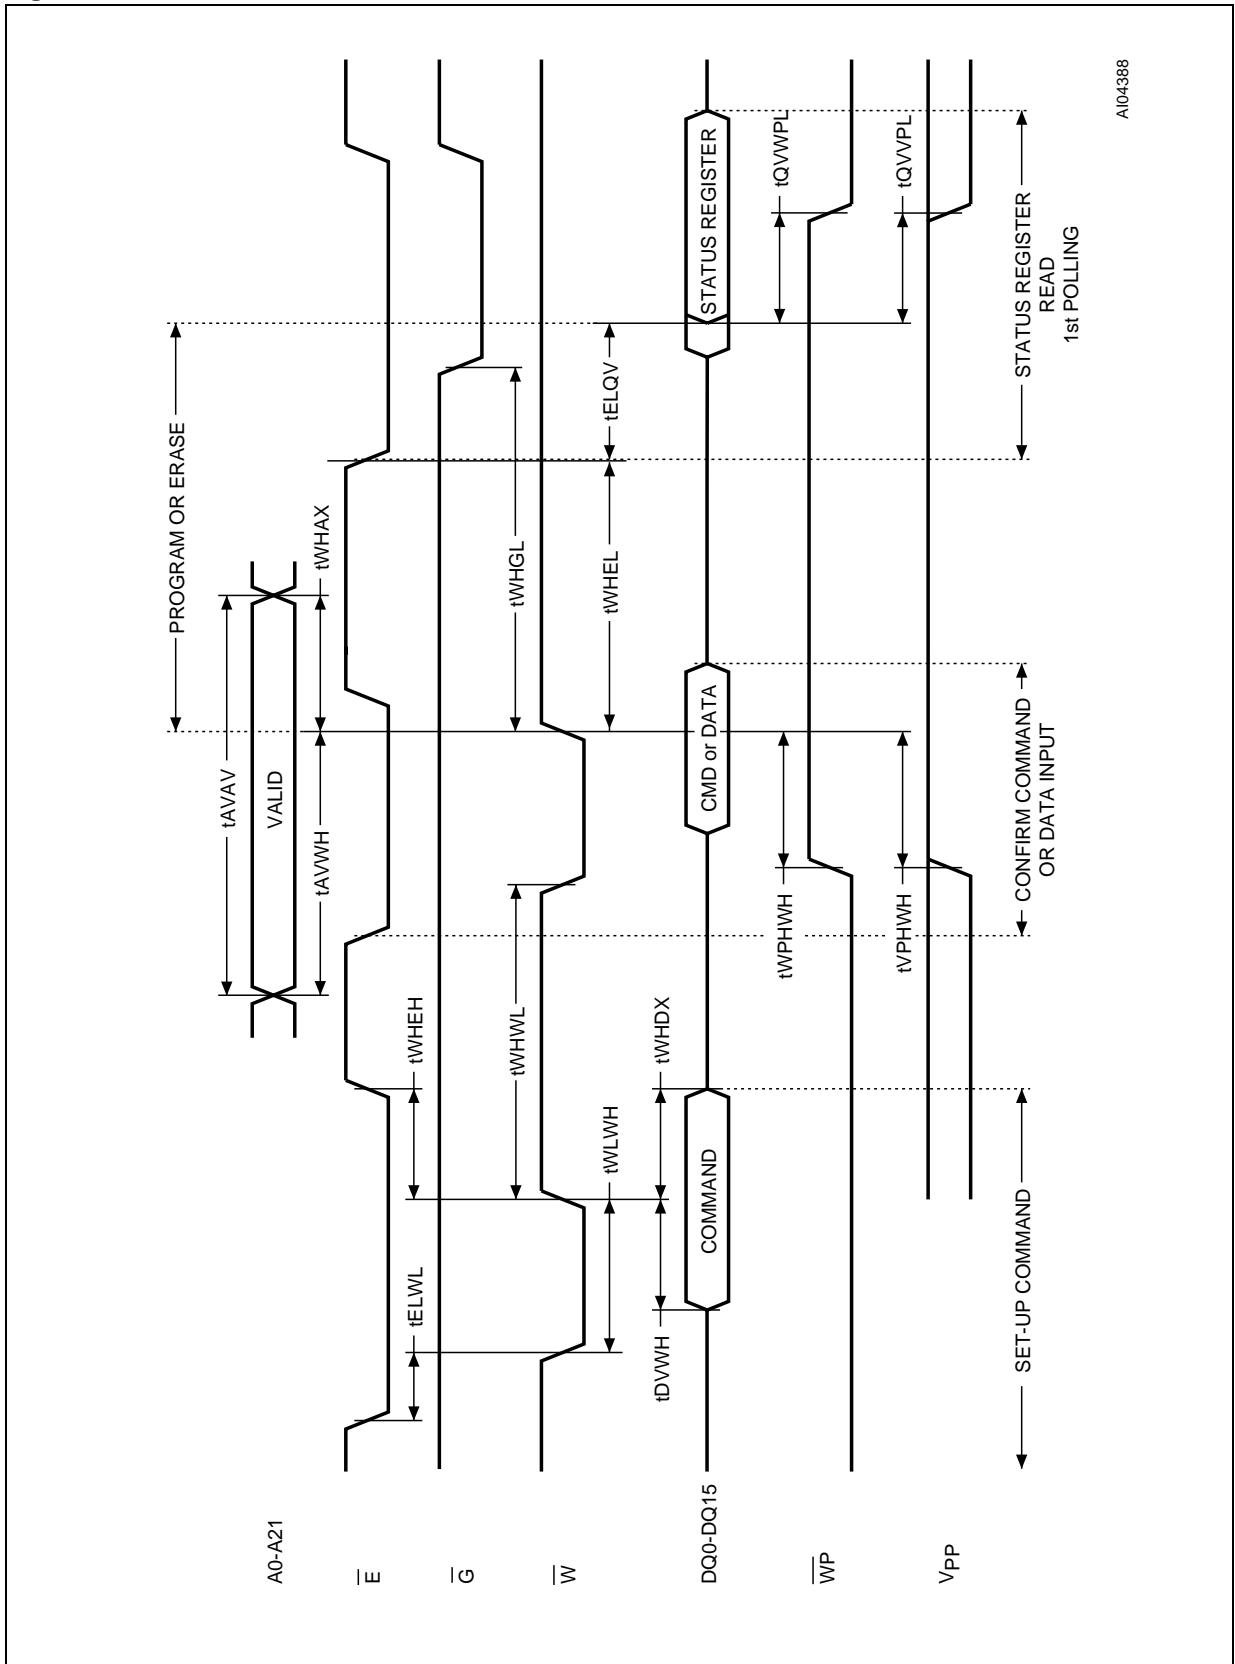 PROGRAM OR ERASE
tAVAV
A0-A21
VALID
tAVWH
tWHAX
E
tELWL
tWHEH
G
tWHWL
tWHGL
W
tWLWH
tWHEL
tELQV
tDVWH
tWHDX
DQ0-DQ15
COMMAND
CMD or DATA
STATUS REGISTER
tWPHWH
tQVWPL
WP
tVPHWH
tQVVPL
VPP
SET-UP COMMAND
CONFIRM COMMAND
OR DATA INPUT
STATUS REGISTER
READ
1st POLLING
AI04388